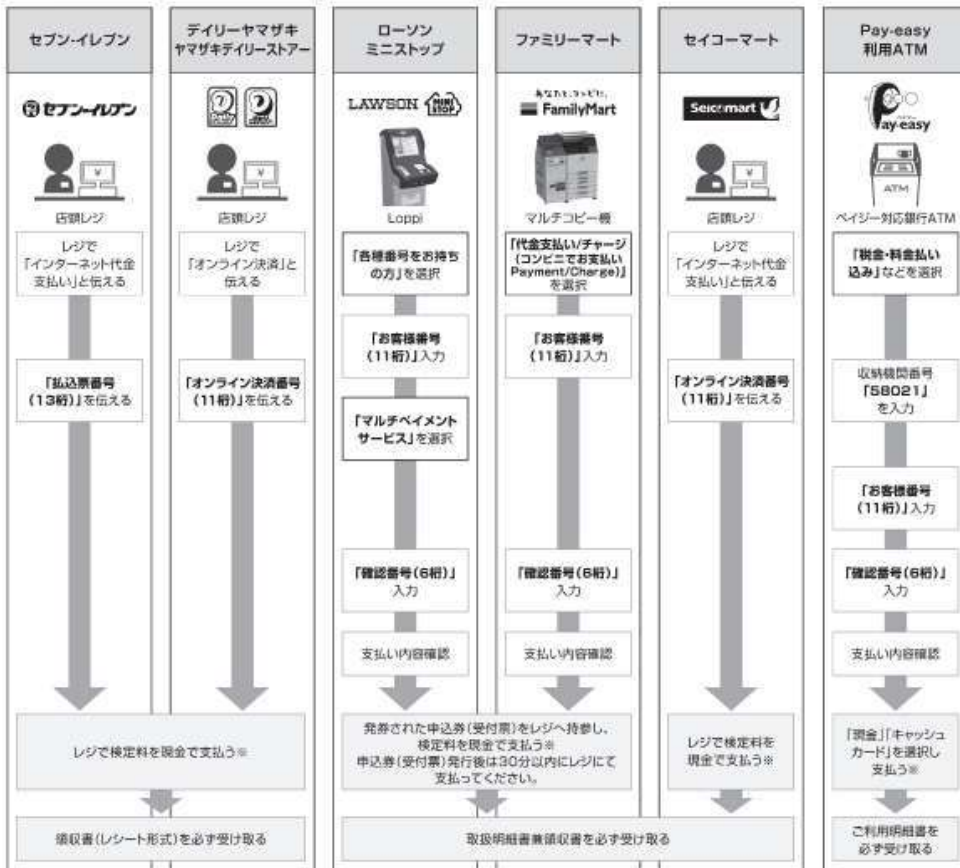 セブン-イレブン
デイリーヤマザキ
ヤマザキデイリーストアー
ローソン
ミニストップ
ファミリーマート
セイコーマート
Pay-easy
利用ATM
セブン-イレブン
LAWSON
MINI
STOP
あなたと、コンビに、
FamilyMart
Seicomart
Pay-easy
¥
店頭レジ
¥
店頭レジ
Loppi
マルチコピー機
¥
店頭レジ
ATM
ペイジー対応銀行ATM
レジで
「インターネット代金
支払い」と伝える
「払込票番号
(13桁)」を伝える
レジで
「オンライン決済」と
伝える
「オンライン決済番号
(11桁)」を伝える
「各種番号をお持ち
の方」を選択
「お客様番号
(11桁)」入力
「マルチペイメント
サービス」を選択
「確認番号(6桁)」
入力
支払い内容確認
「代金支払い/チャージ
(コンビニでお支払い
Payment/Charge)」
を選択
「お客様番号
(11桁)」入力
「確認番号(6桁)」
入力
支払い内容確認
レジで
「インターネット代金
支払い」と伝える
「オンライン決済番号
(11桁)」を伝える
「税金・料金払い
込み」などを選択
収納機関番号
「58021」
を入力
「お客様番号
(11桁)」入力
「確認番号(6桁)」
入力
支払い内容確認
レジで検定料を現金で支払う※
発券された申込券(受付票)をレジへ持参し、
検定料を現金で支払う※
申込券(受付票)発行後は30分以内にレジにて
支払ってください。
レジで検定料を
現金で支払う※
「現金」「キャッシュ
カード」を選択し
支払う※
領収書(レシート形式)を必ず受け取る
取扱明細書兼領収書を必ず受け取る
ご利用明細書を
必ず受け取る